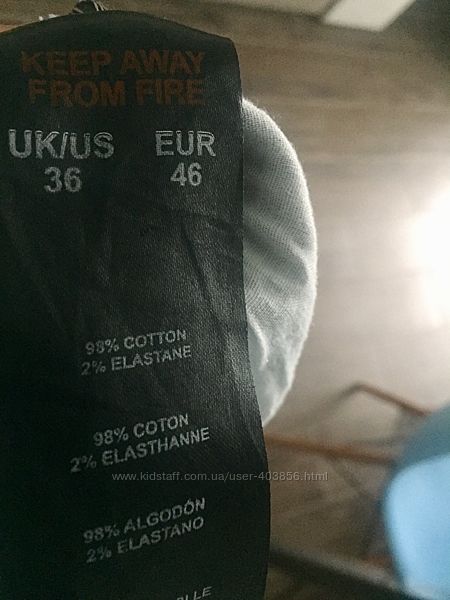 KEEP AWAY
FROM FIRE
UK/US EUR
36 46
98% COTTON
2% ELASTANE
98% COTON
2% ELASTHANNE
www.kidstaff.com.ua/user-403856.html
98% ALGODÓN
2% ELASTANO